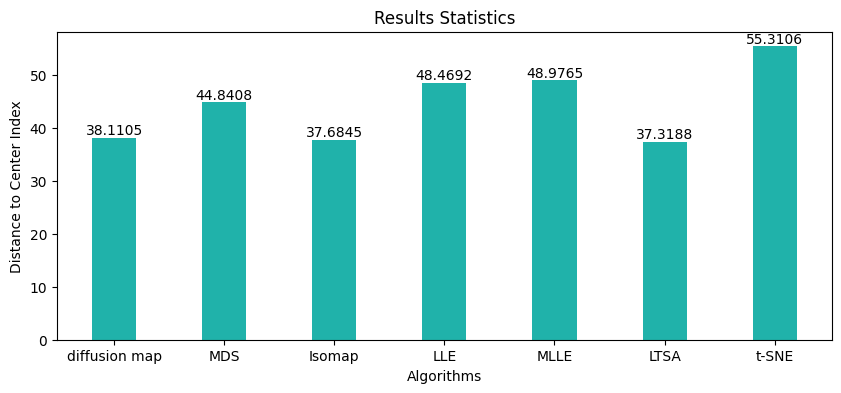 Results Statistics
Distance to Center Index
50
40
30
20
10
0
38.1105
44.8408
37.6845
48.4692
48.9765
37.3188
55.3106
diffusion map
MDS
Isomap
LLE
MLLE
LTSA
t-SNE
Algorithms